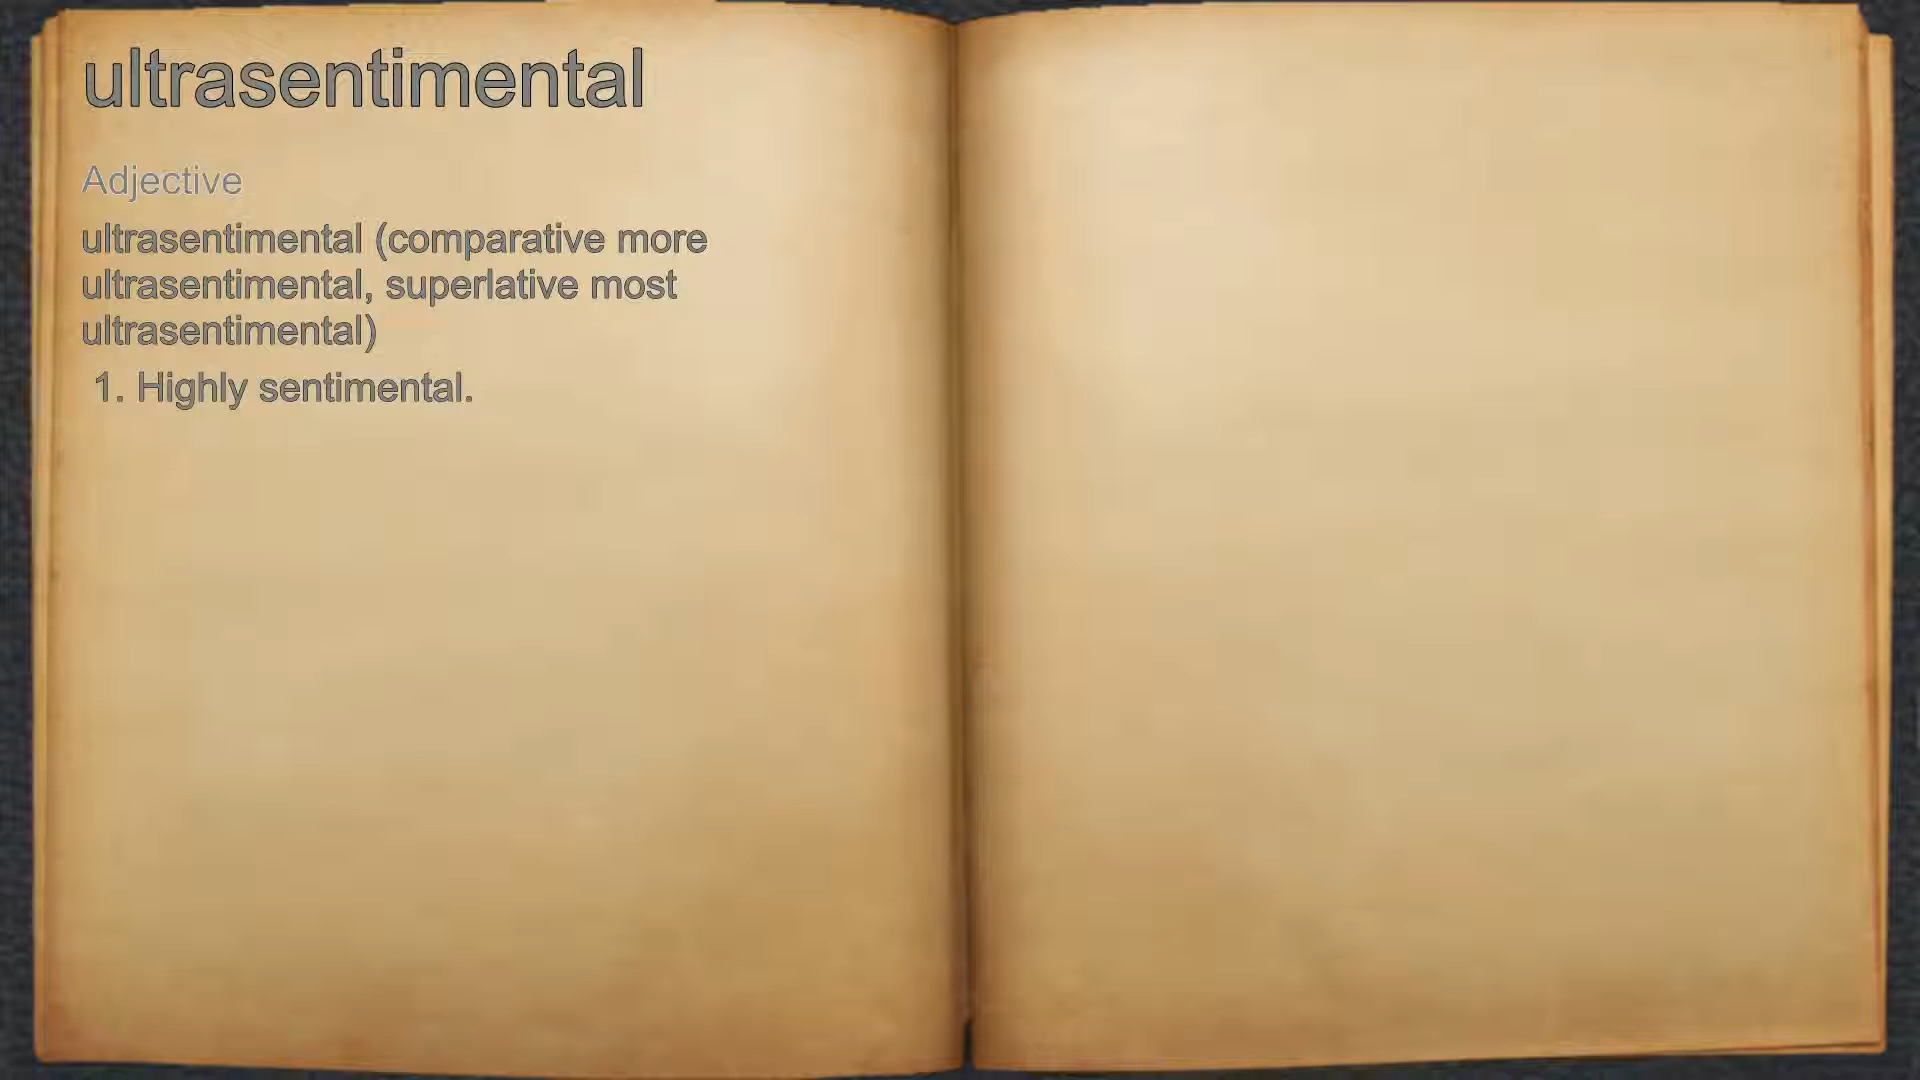 ultrasentimental
Adjective
ultrasentimental (comparative more
ultrasentimental, superlative most
ultrasentimental)
1. Highly sentimental.